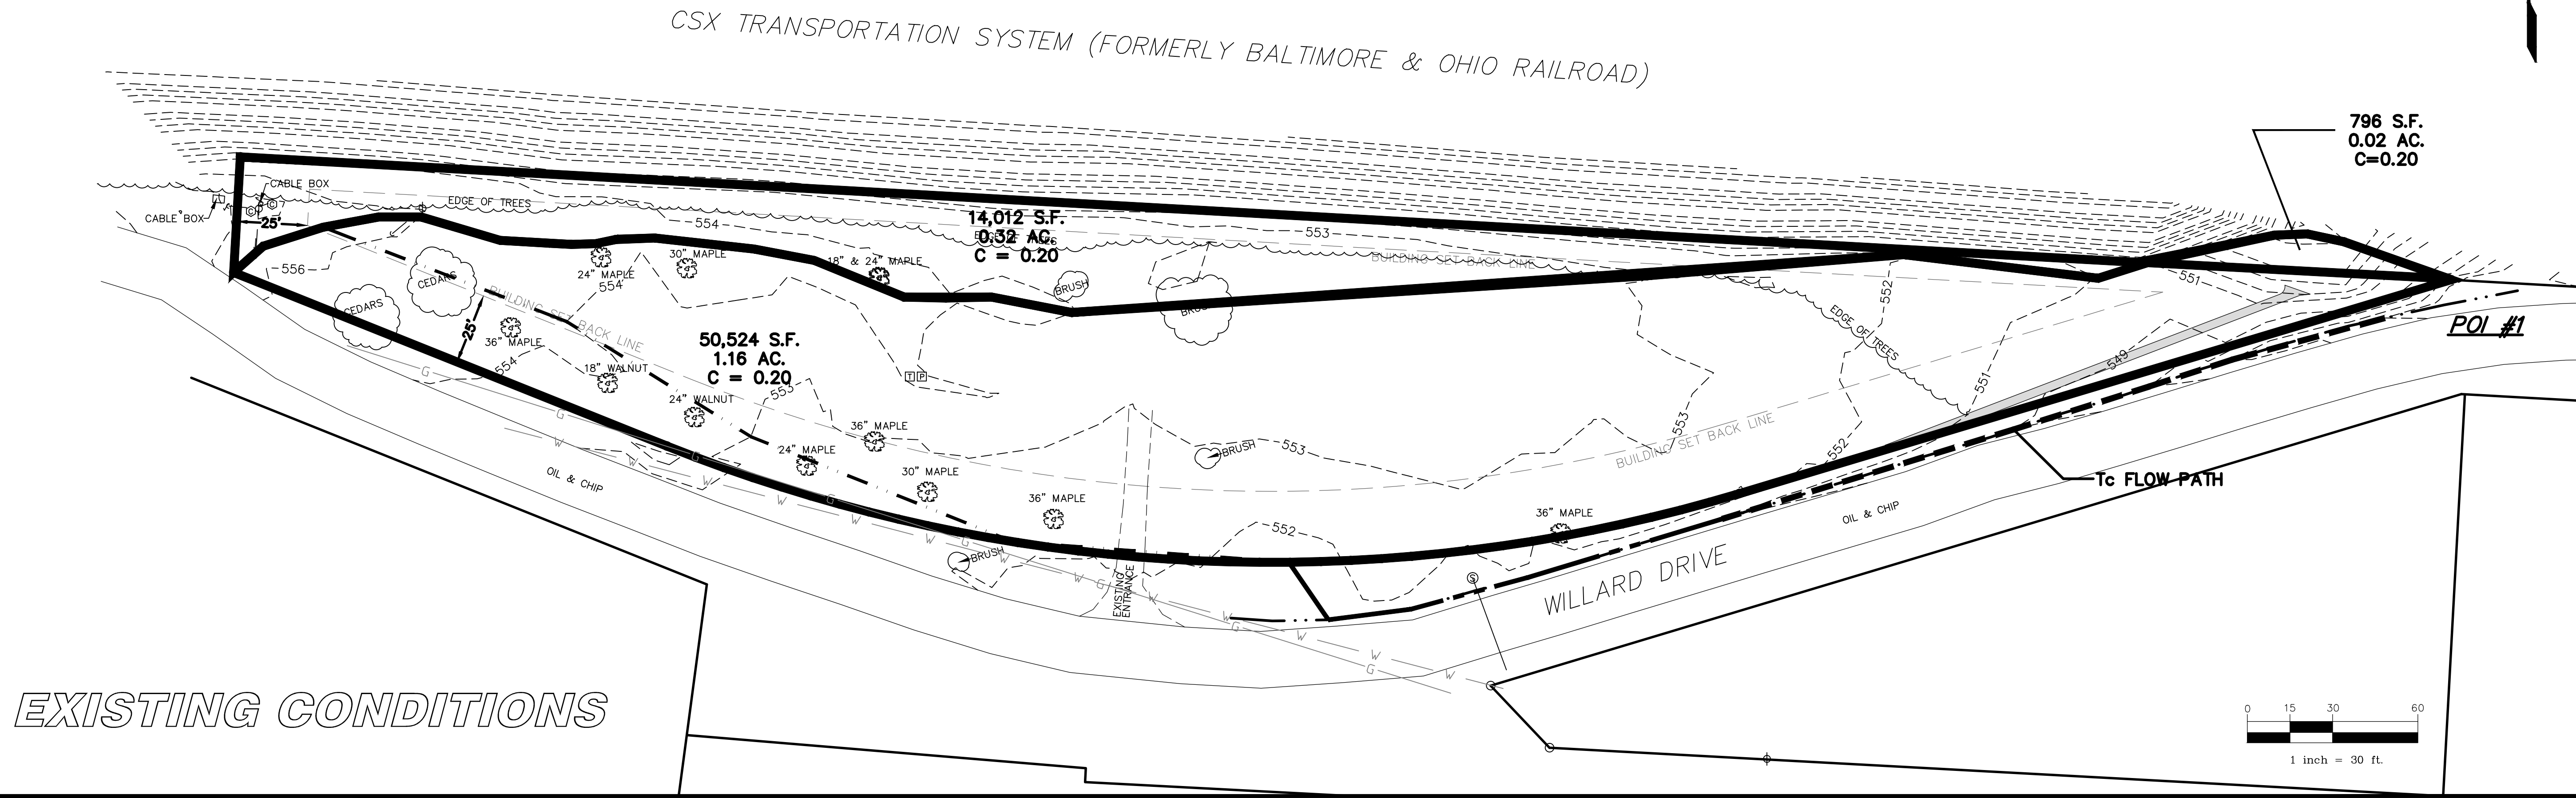 CSX TRANSPORTATION SYSTEM (FORMERLY BALTIMORE & OHIO RAILROAD)
796 S.F.
0.02 AC.
C=0.20
CABLE BOX
CABLE BOX
25'
EDGE OF TREES
554
14,012 S.F.
0.32 AC.
C = 0.20
553
BUILDING SET BACK LINE
551
556
CEDARS
CEDARS
24" MAPLE
554
30" MAPLE
18" & 24" MAPLE
BRUSH
552
EDGE OF TREES
POI #1
BUILDING SET BACK LINE
25'
36" MAPLE
554
18" WALNUT
50,524 S.F.
1.16 AC.
C = 0.20
553
24" WALNUT
T P
549
551
G
G
W
W
G
W
W
G
W
W
G
W
W
G
W
W
G
W
W
G
W
24" MAPLE
36" MAPLE
30" MAPLE
36" MAPLE
BRUSH
553
553
BUILDING SET BACK LINE
552
552
36" MAPLE
Tc FLOW PATH
OIL & CHIP
OIL & CHIP
BRUSH
EXISTING
ENTRANCE
S
WILLARD DRIVE
EXISTING CONDITIONS
0 15 30 60
1 inch = 30 ft.